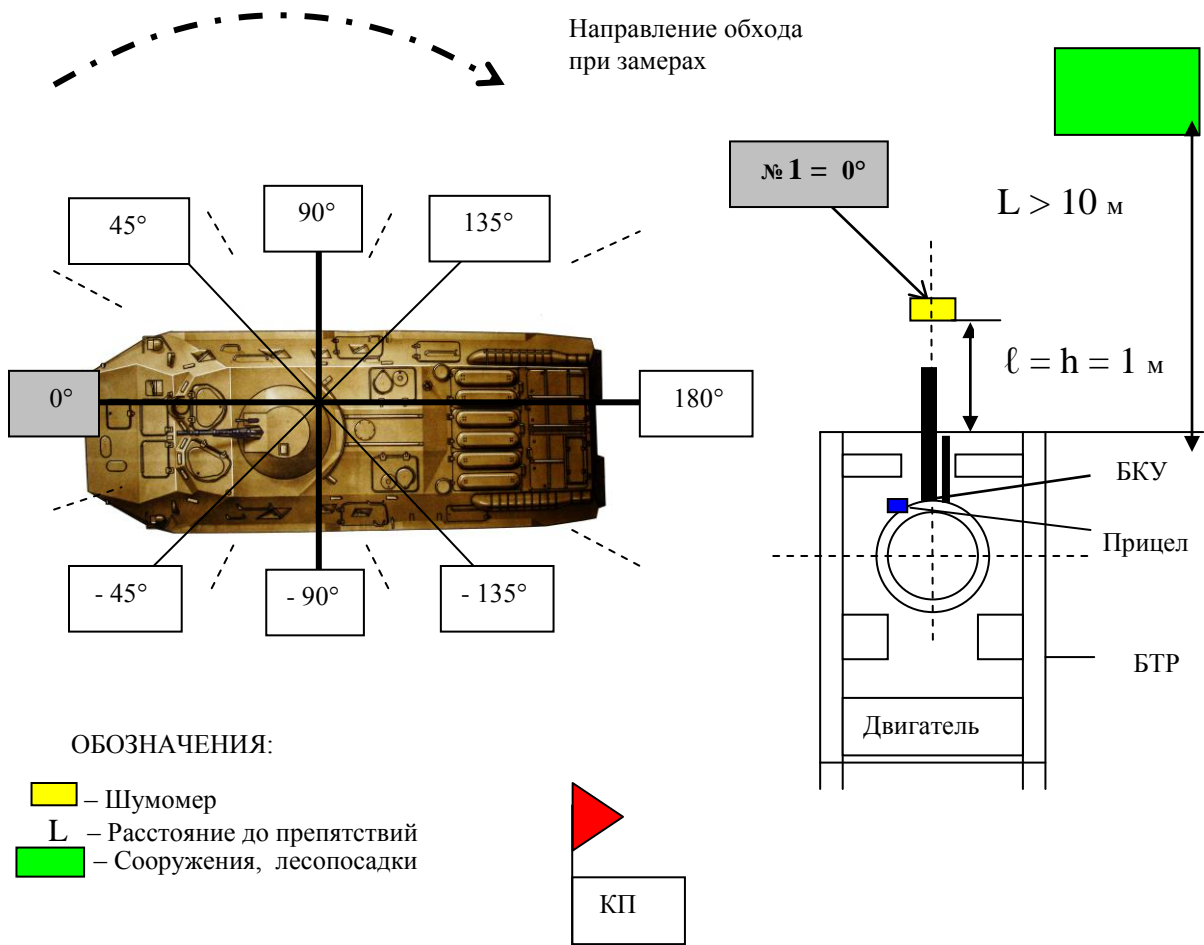 Направление обхода
при замерах
№ 1 = 0°
L > 10 м
45°
90°
135°
0°
180°
ℓ = h = 1 м
БКУ
Прицел
- 45°
- 90°
- 135°
БТР
Двигатель
ОБОЗНАЧЕНИЯ:
– Шумомер
L – Расстояние до препятствий
– Сооружения, лесопосадки
КП